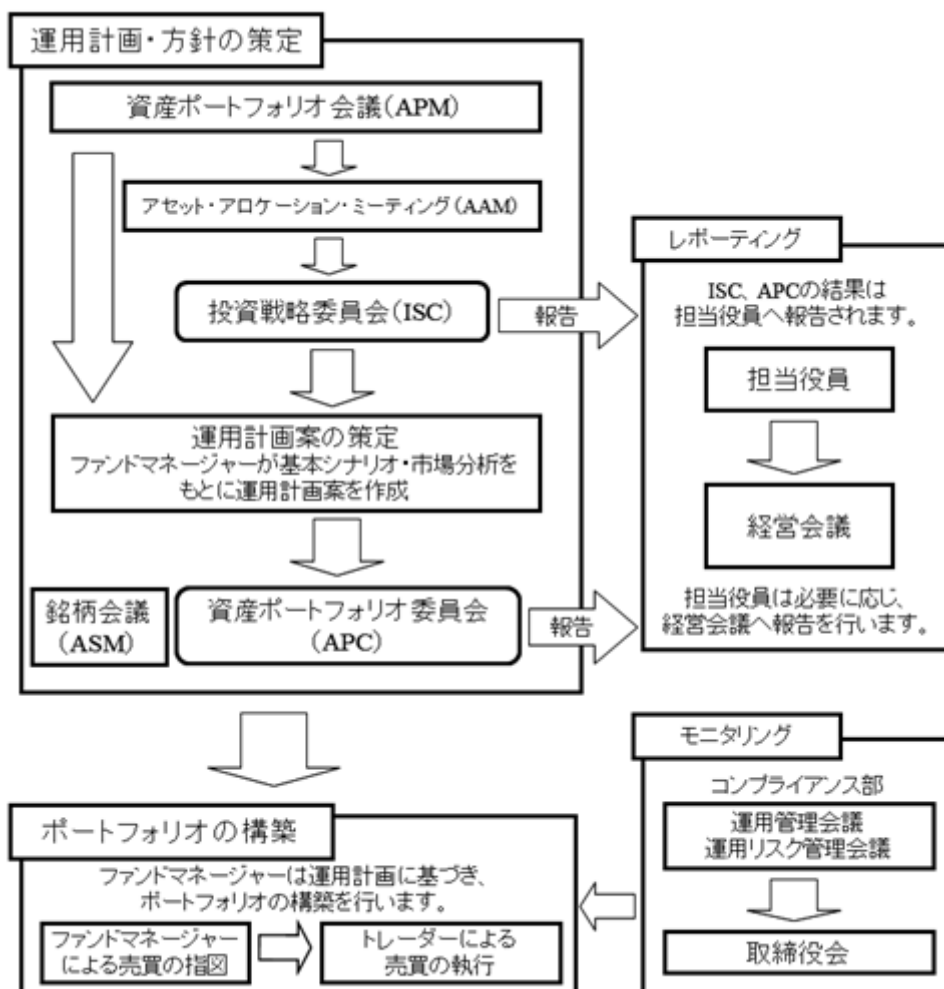 運用計画・方針の策定
資産ポートフォリオ会議(APM)
アセット・アロケーション・ミーティング(AAM)
投資戦略委員会(ISC)
報告
運用計画案の策定
ファンドマネージャーが基本シナリオ・市場分析を
もとに運用計画案を作成
銘柄会議
(ASM)
資産ポートフォリオ委員会
(APC)
報告
レポーティング
ISC、APCの結果は
担当役員へ報告されます。
担当役員
経営会議
担当役員は必要に応じ、
経営会議へ報告を行います。
ポートフォリオの構築
ファンドマネージャーは運用計画に基づき、
ポートフォリオの構築を行います。
ファンドマネージャー
による売買の指図
トレーダーによる
売買の執行
モニタリング
コンプライアンス部
運用管理会議
運用リスク管理会議
取締役会